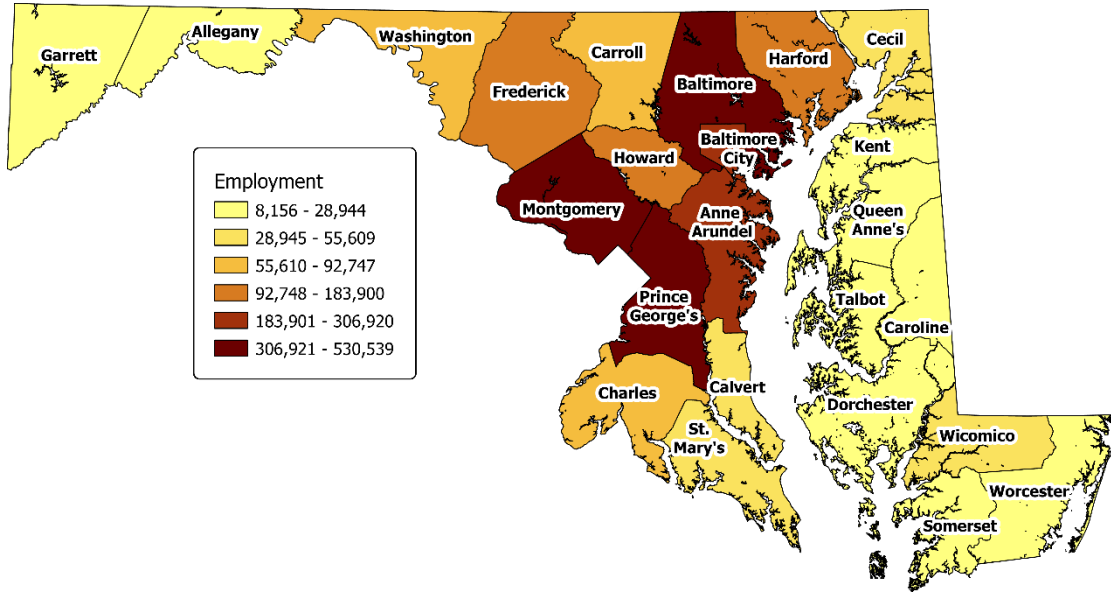 Garrett
Allegany
Washington
Frederick
Carroll
Baltimore
Harford
Cecil
Baltimore
City
Howard
Kent
Montgomery
Anne
Arundel
Queen
Anne's
Prince
George's
Talbot
Caroline
Charles
Calvert
St.
Mary's
Dorchester
Wicomico
Worcester
Somerset
Employment
8,156 - 28,944
28,945 - 55,609
55,610 - 92,747
92,748 - 183,900
183,901 - 306,920
306,921 - 530,539